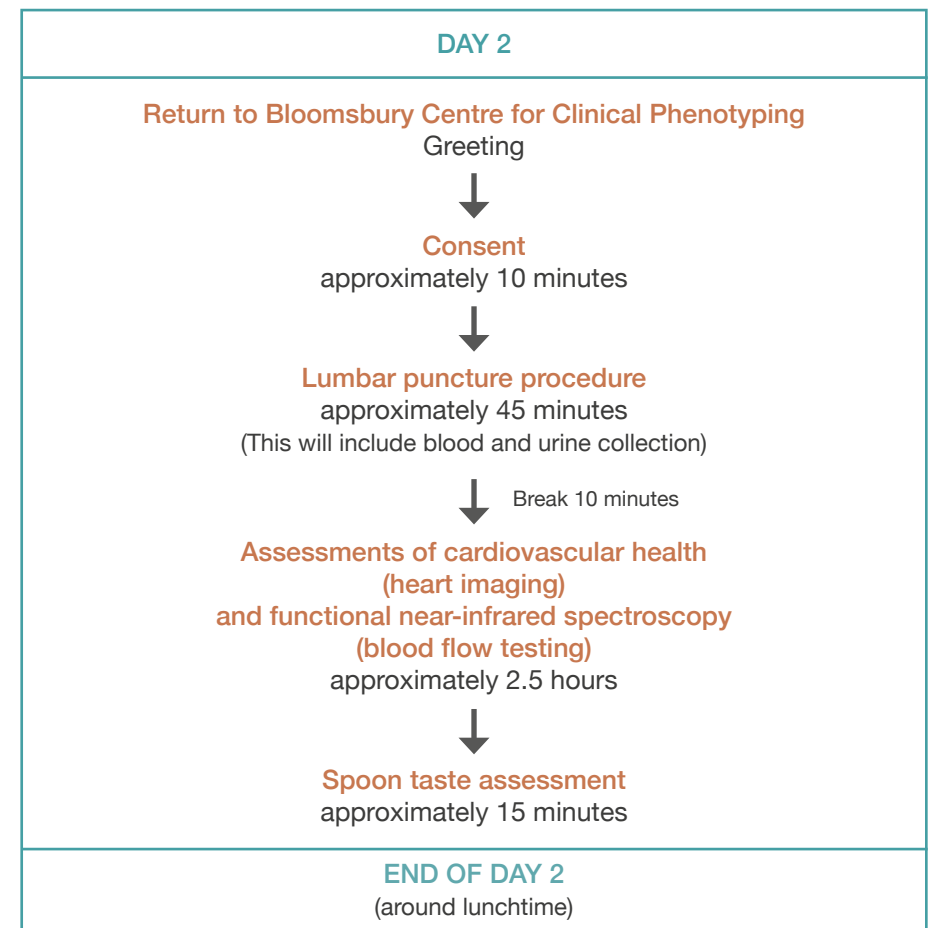 DAY 2
Return to Bloomsbury Centre for Clinical Phenotyping
Greeting
Consent
approximately 10 minutes
Lumbar puncture procedure
approximately 45 minutes
(This will include blood and urine collection)
Break 10 minutes
Assessments of cardiovascular health
(heart imaging)
and functional near-infrared spectroscopy
(blood flow testing)
approximately 2.5 hours
Spoon taste assessment
approximately 15 minutes
END OF DAY 2
(around lunchtime)